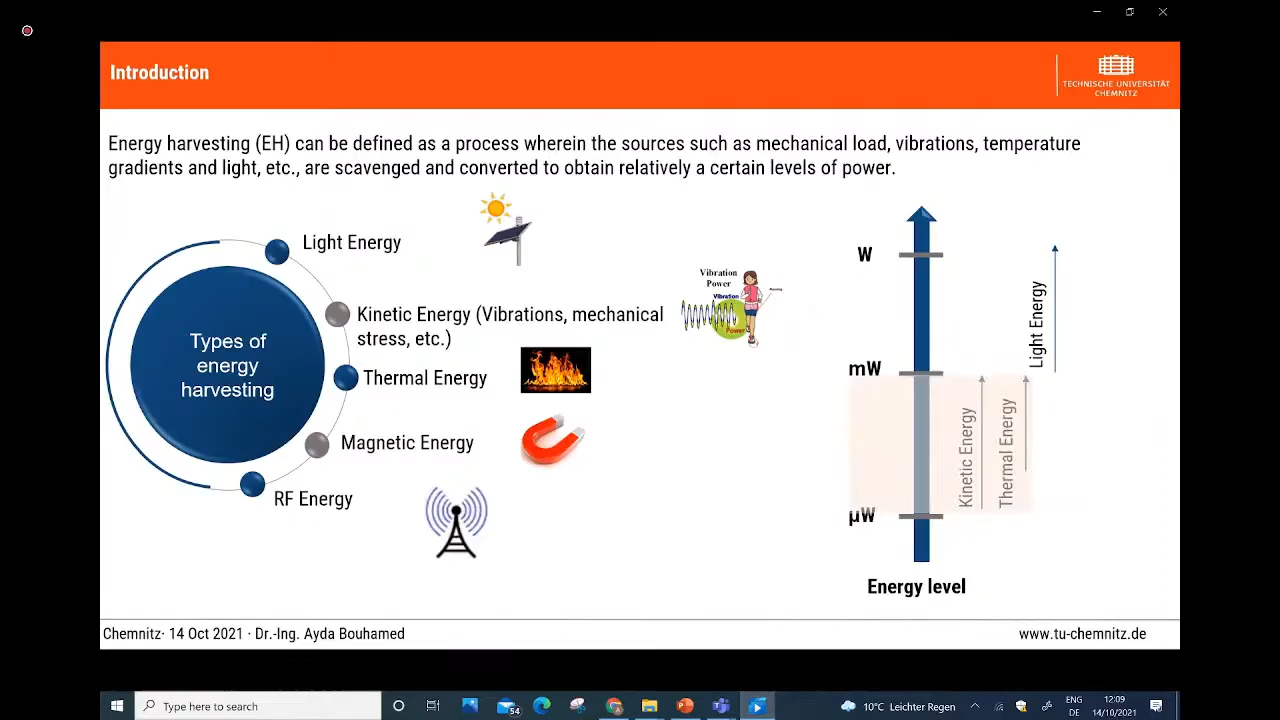 Introduction
TECHNISCHE UNIVERSITÄT
CHEMNITZ
Energy harvesting (EH) can be defined as a process wherein the sources such as mechanical load, vibrations, temperature
gradients and light, etc., are scavenged and converted to obtain relatively a certain levels of power.
Types of
energy
harvesting
Light Energy
Kinetic Energy (Vibrations, mechanical
stress, etc.)
Thermal Energy
Magnetic Energy
RF Energy
Vibration
Power
Vibration
Power
W
mW
µW
Light Energy
Kinetic Energy
Thermal Energy
Energy level
Chemnitz· 14 Oct 2021 · Dr.-Ing. Ayda Bouhamed
www.tu-chemnitz.de
Type here to search
54
10°C Leichter Regen
ENG
DE
12:09
14/10/2021